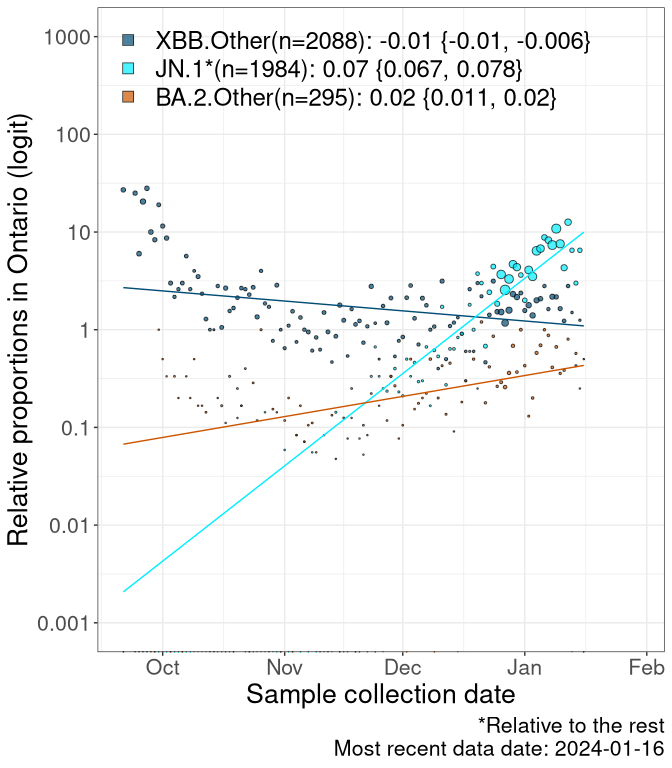 XBB.Other(n=2088): -0.01 {-0.01, -0.006}
JN.1*(n=1984): 0.07 {0.067, 0.078}
BA.2.Other(n=295): 0.02 {0.011, 0.02}
Relative proportions in Ontario (logit)
1000
100
10
1
0.1
0.01
0.001
Oct Nov Dec Jan Feb
Sample collection date
*Relative to the rest
Most recent data date: 2024-01-16